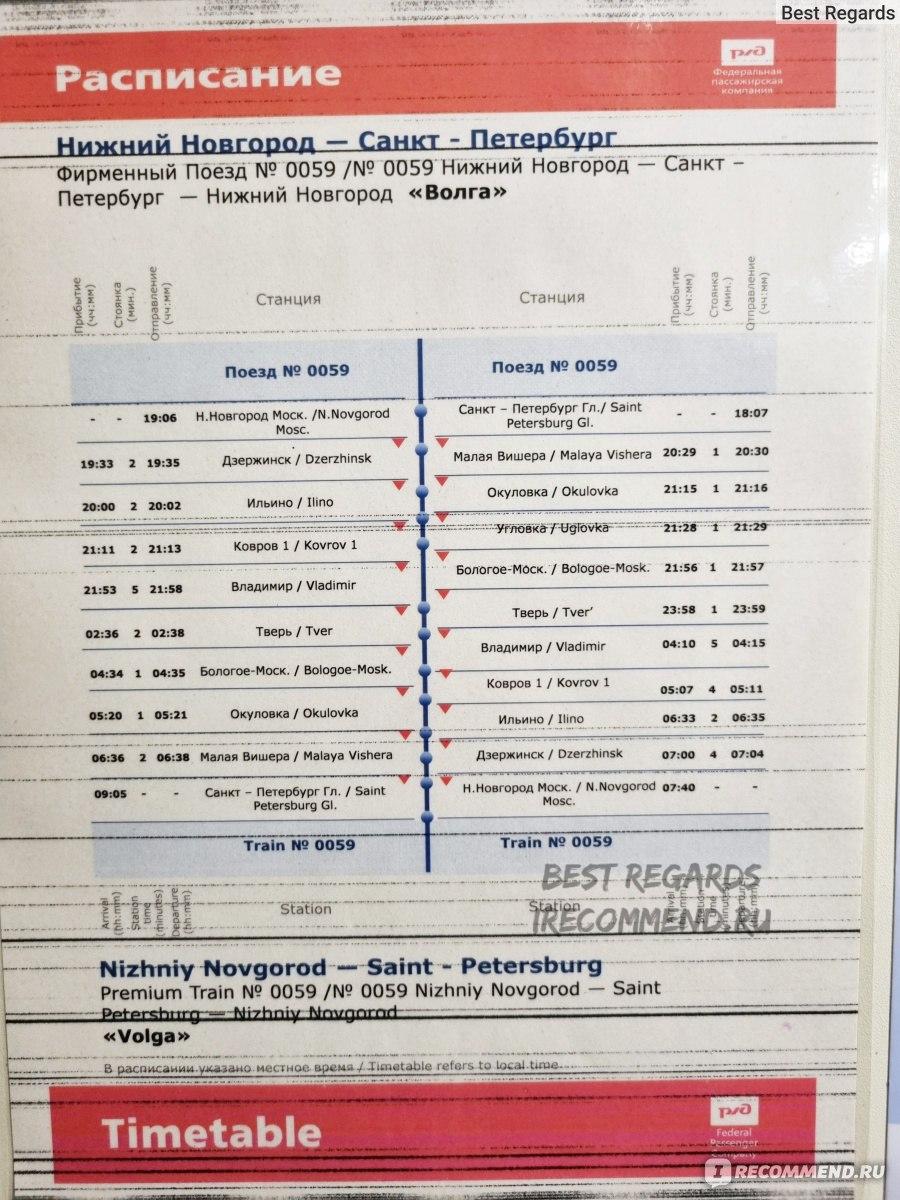 Best Regards
Расписание
ржд
Федеральная
пассажирская
компания
Нижний Новгород — Санкт - Петербург
Фирменный Поезд № 0059 /№ 0059 Нижний Новгород — Санкт –
Петербург — Нижний Новгород «Волга»
Прибытие (чч:мм) Стоянка (мин.) Отправление (чч:мм) Станция
Станция Прибытие (чч:мм) Стоянка (мин.) Отправление (чч:мм)
Поезд № 0059
- - 19:06 Н.Новгород Моск. /N.Novgorod
Mosc.
19:33 2 19:35 Дзержинск / Dzerzhinsk
20:00 2 20:02 Ильино / Ilino
21:11 2 21:13 Ковров 1 / Kovrov 1
21:53 5 21:58 Владимир / Vladimir
02:36 2 02:38 Тверь / Tver
04:34 1 04:35 Бологое-Моск. / Bologoe-Mosk.
05:20 1 05:21 Окуловка / Okulovka
06:36 2 06:38 Малая Вишера / Malaya Vishera
09:05 - - Санкт – Петербург Гл. / Saint
Petersburg Gl.
Train № 0059
Поезд № 0059
Санкт – Петербург Гл./ Saint
Petersburg Gl. - - 18:07
Малая Вишера / Malaya Vishera 20:29 1 20:30
Окуловка / Okulovka 21:15 1 21:16
Угловка / Uglovka 21:28 1 21:29
Бологое-Моск. / Bologoe-Mosk. 21:56 1 21:57
Тверь / Tver’ 23:58 1 23:59
Владимир / Vladimir 04:10 5 04:15
Ковров 1 / Kovrov 1 05:07 4 05:11
Ильино / Ilino 06:33 2 06:35
Дзержинск / Dzerzhinsk 07:00 4 07:04
Н.Новгород Моск. / N.Novgorod 07:40 - -
Mosc.
Train № 0059
Arrival (hh:mm) Station time (minutes) Departure (hh:mm) Station
Station
BEST REGARDS
IRECOMMEND.RU
Nizhniy Novgorod — Saint - Petersburg
Premium Train № 0059 /№ 0059 Nizhniy Novgorod — Saint
Petersburg — Nizhniy Novgorod
«Volga»
В расписании указано местное время / Timetable refers to local time
Timetable
ржд
Federal
Passenger
Company
IRECOMMEND.RU